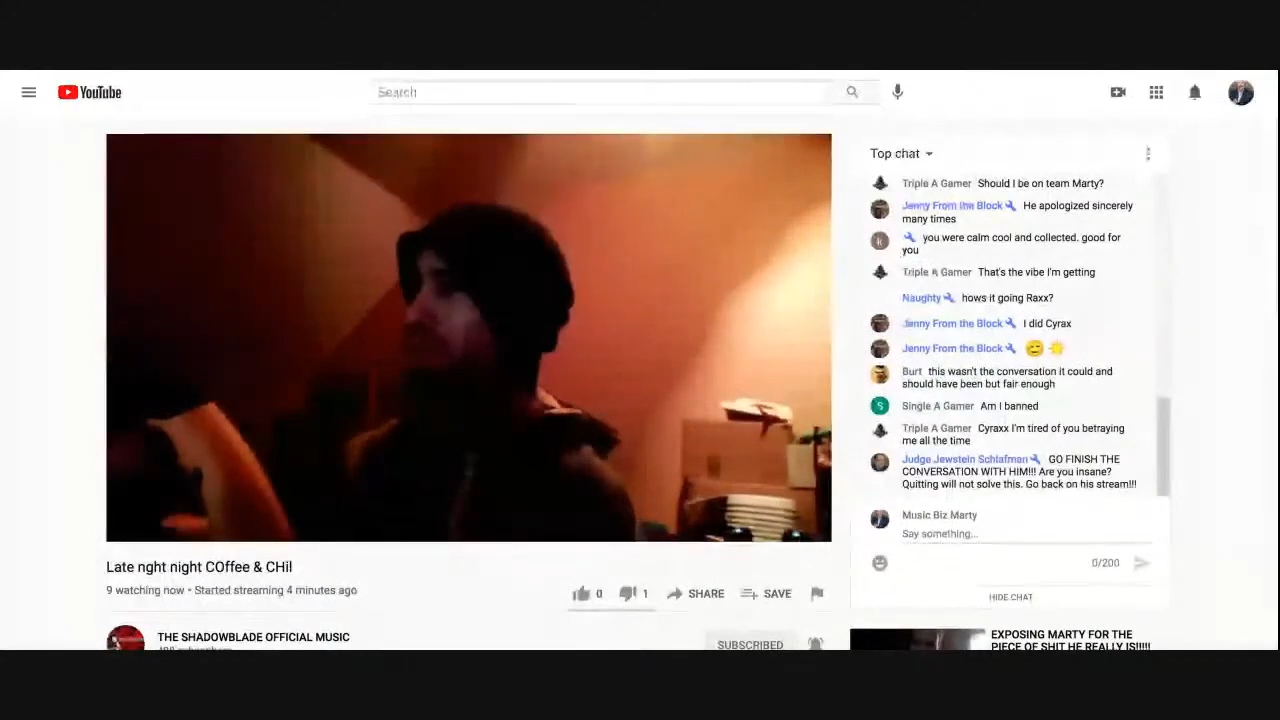 YouTube
Search
Top chat
Triple A Gamer Should I be on team Marty?
Jenny From the Block He apologized sincerely
many times
you were calm cool and collected. good for
you
Triple A Gamer That's the vibe I'm getting
Naughty hows it going Raxx?
Jenny From the Block I did Cyrax
Jenny From the Block 😊 ☀️
Burt this wasn't the conversation it could and
should have been but fair enough
S Single A Gamer Am I banned
Triple A Gamer Cyraxx I'm tired of you betraying
me all the time
Judge Jewstein Schlafman GO FINISH THE
CONVERSATION WITH HIM!!! Are you insane?
Quitting will not solve this. Go back on his stream!!!
Music Biz Marty
Say something...
0/200
HIDE CHAT
Late nght night COffee & CHil
9 watching now • Started streaming 4 minutes ago
0 1 SHARE SAVE
THE SHADOWBLADE OFFICIAL MUSIC
SUBSCRIBED
EXPOSING MARTY FOR THE
PIECE OF SHIT HE REALLY IS!!!!!